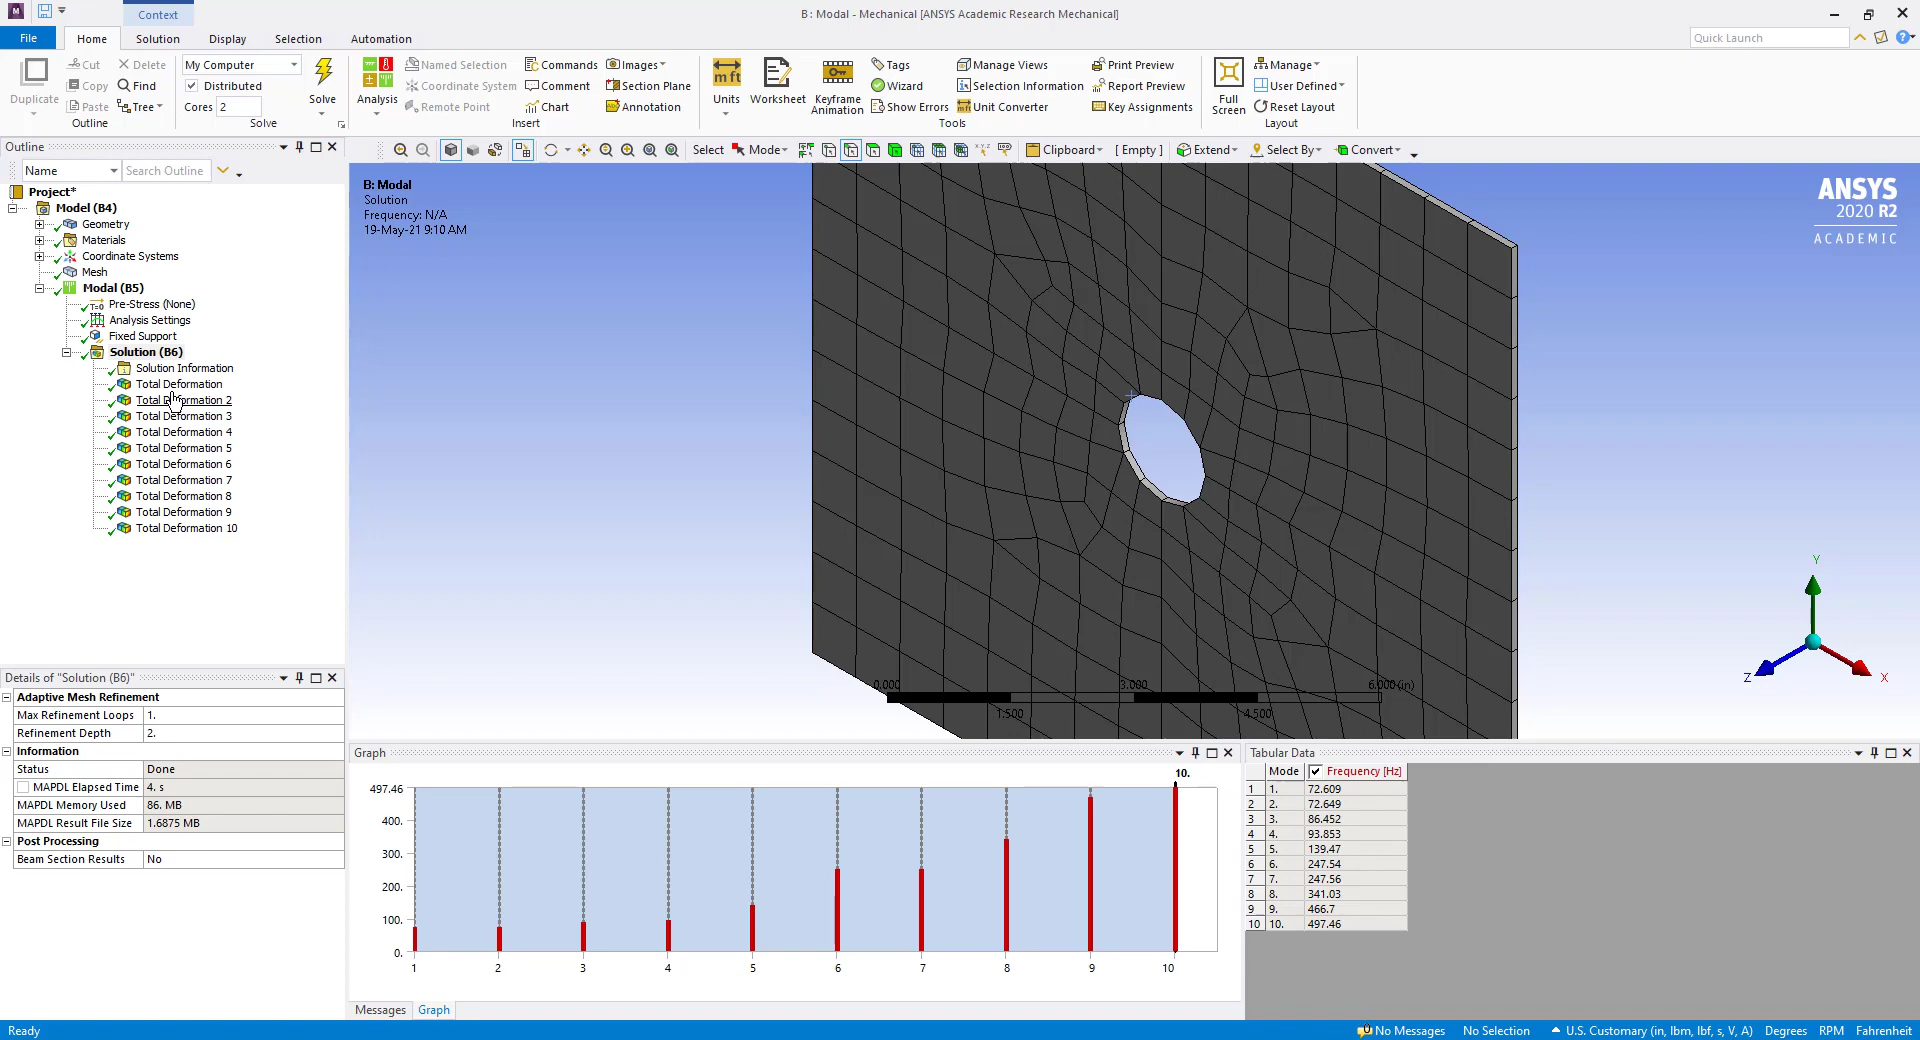 Context
B : Modal - Mechanical [ANSYS Academic Research Mechanical]
File Home Solution Display Selection Automation
Quick Launch
Duplicate
Cut
Copy
Paste
Delete
Find
Tree
Outline
My Computer
Distributed
Cores 2
Solve
Solve
Analysis
Named Selection
Coordinate System
Remote Point
Commands
Comment
Chart
Images
Section Plane
Annotation
Insert
Units
Worksheet
Keyframe
Animation
Tags
Wizard
Show Errors
Manage Views
Selection Information
Unit Converter
Print Preview
Report Preview
Key Assignments
Tools
Full
Screen
Manage
User Defined
Reset Layout
Layout
Outline
Name Search Outline
Select Mode Clipboard [ Empty ] Extend Select By Convert
Project*
Model (B4)
Geometry
Materials
Coordinate Systems
Mesh
Modal (B5)
T=0 Pre-Stress (None)
Analysis Settings
Fixed Support
Solution (B6)
Solution Information
Total Deformation
Total Deformation 2
Total Deformation 3
Total Deformation 4
Total Deformation 5
Total Deformation 6
Total Deformation 7
Total Deformation 8
Total Deformation 9
Total Deformation 10
B: Modal
Solution
Frequency: N/A
19-May-21 9:10 AM
ANSYS
2020 R2
ACADEMIC
Y
Z
X
0.000 3.000 6.000 (in)
1.500 4.500
Details of "Solution (B6)"
Adaptive Mesh Refinement
Max Refinement Loops 1.
Refinement Depth 2.
Information
Status Done
MAPDL Elapsed Time 4. s
MAPDL Memory Used 86. MB
MAPDL Result File Size 1.6875 MB
Post Processing
Beam Section Results No
Graph
10.
497.46
400.
300.
200.
100.
0.
1 2 3 4 5 6 7 8 9 10
Messages Graph
Tabular Data
Mode Frequency [Hz]
1 1. 72.609
2 2. 72.649
3 3. 86.452
4 4. 93.853
5 5. 139.47
6 6. 247.54
7 7. 247.56
8 8. 341.03
9 9. 466.7
10 10. 497.46
Ready
No Messages No Selection U.S. Customary (in, lbm, lbf, s, V, A) Degrees RPM Fahrenheit